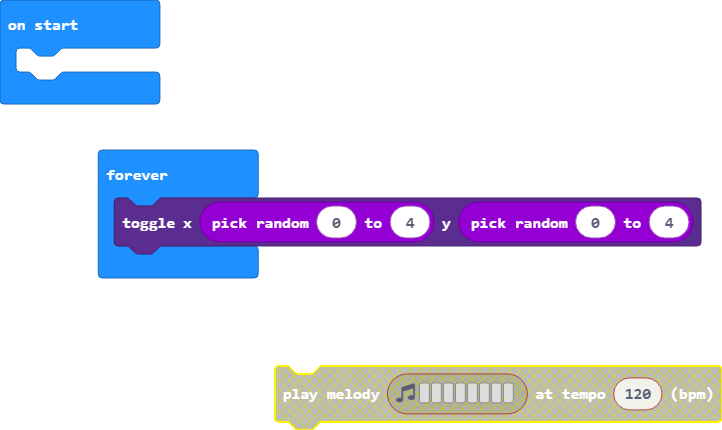 on start
forever
toggle x pick random 0 to 4 y pick random 0 to 4
play melody at tempo 120 (bpm)